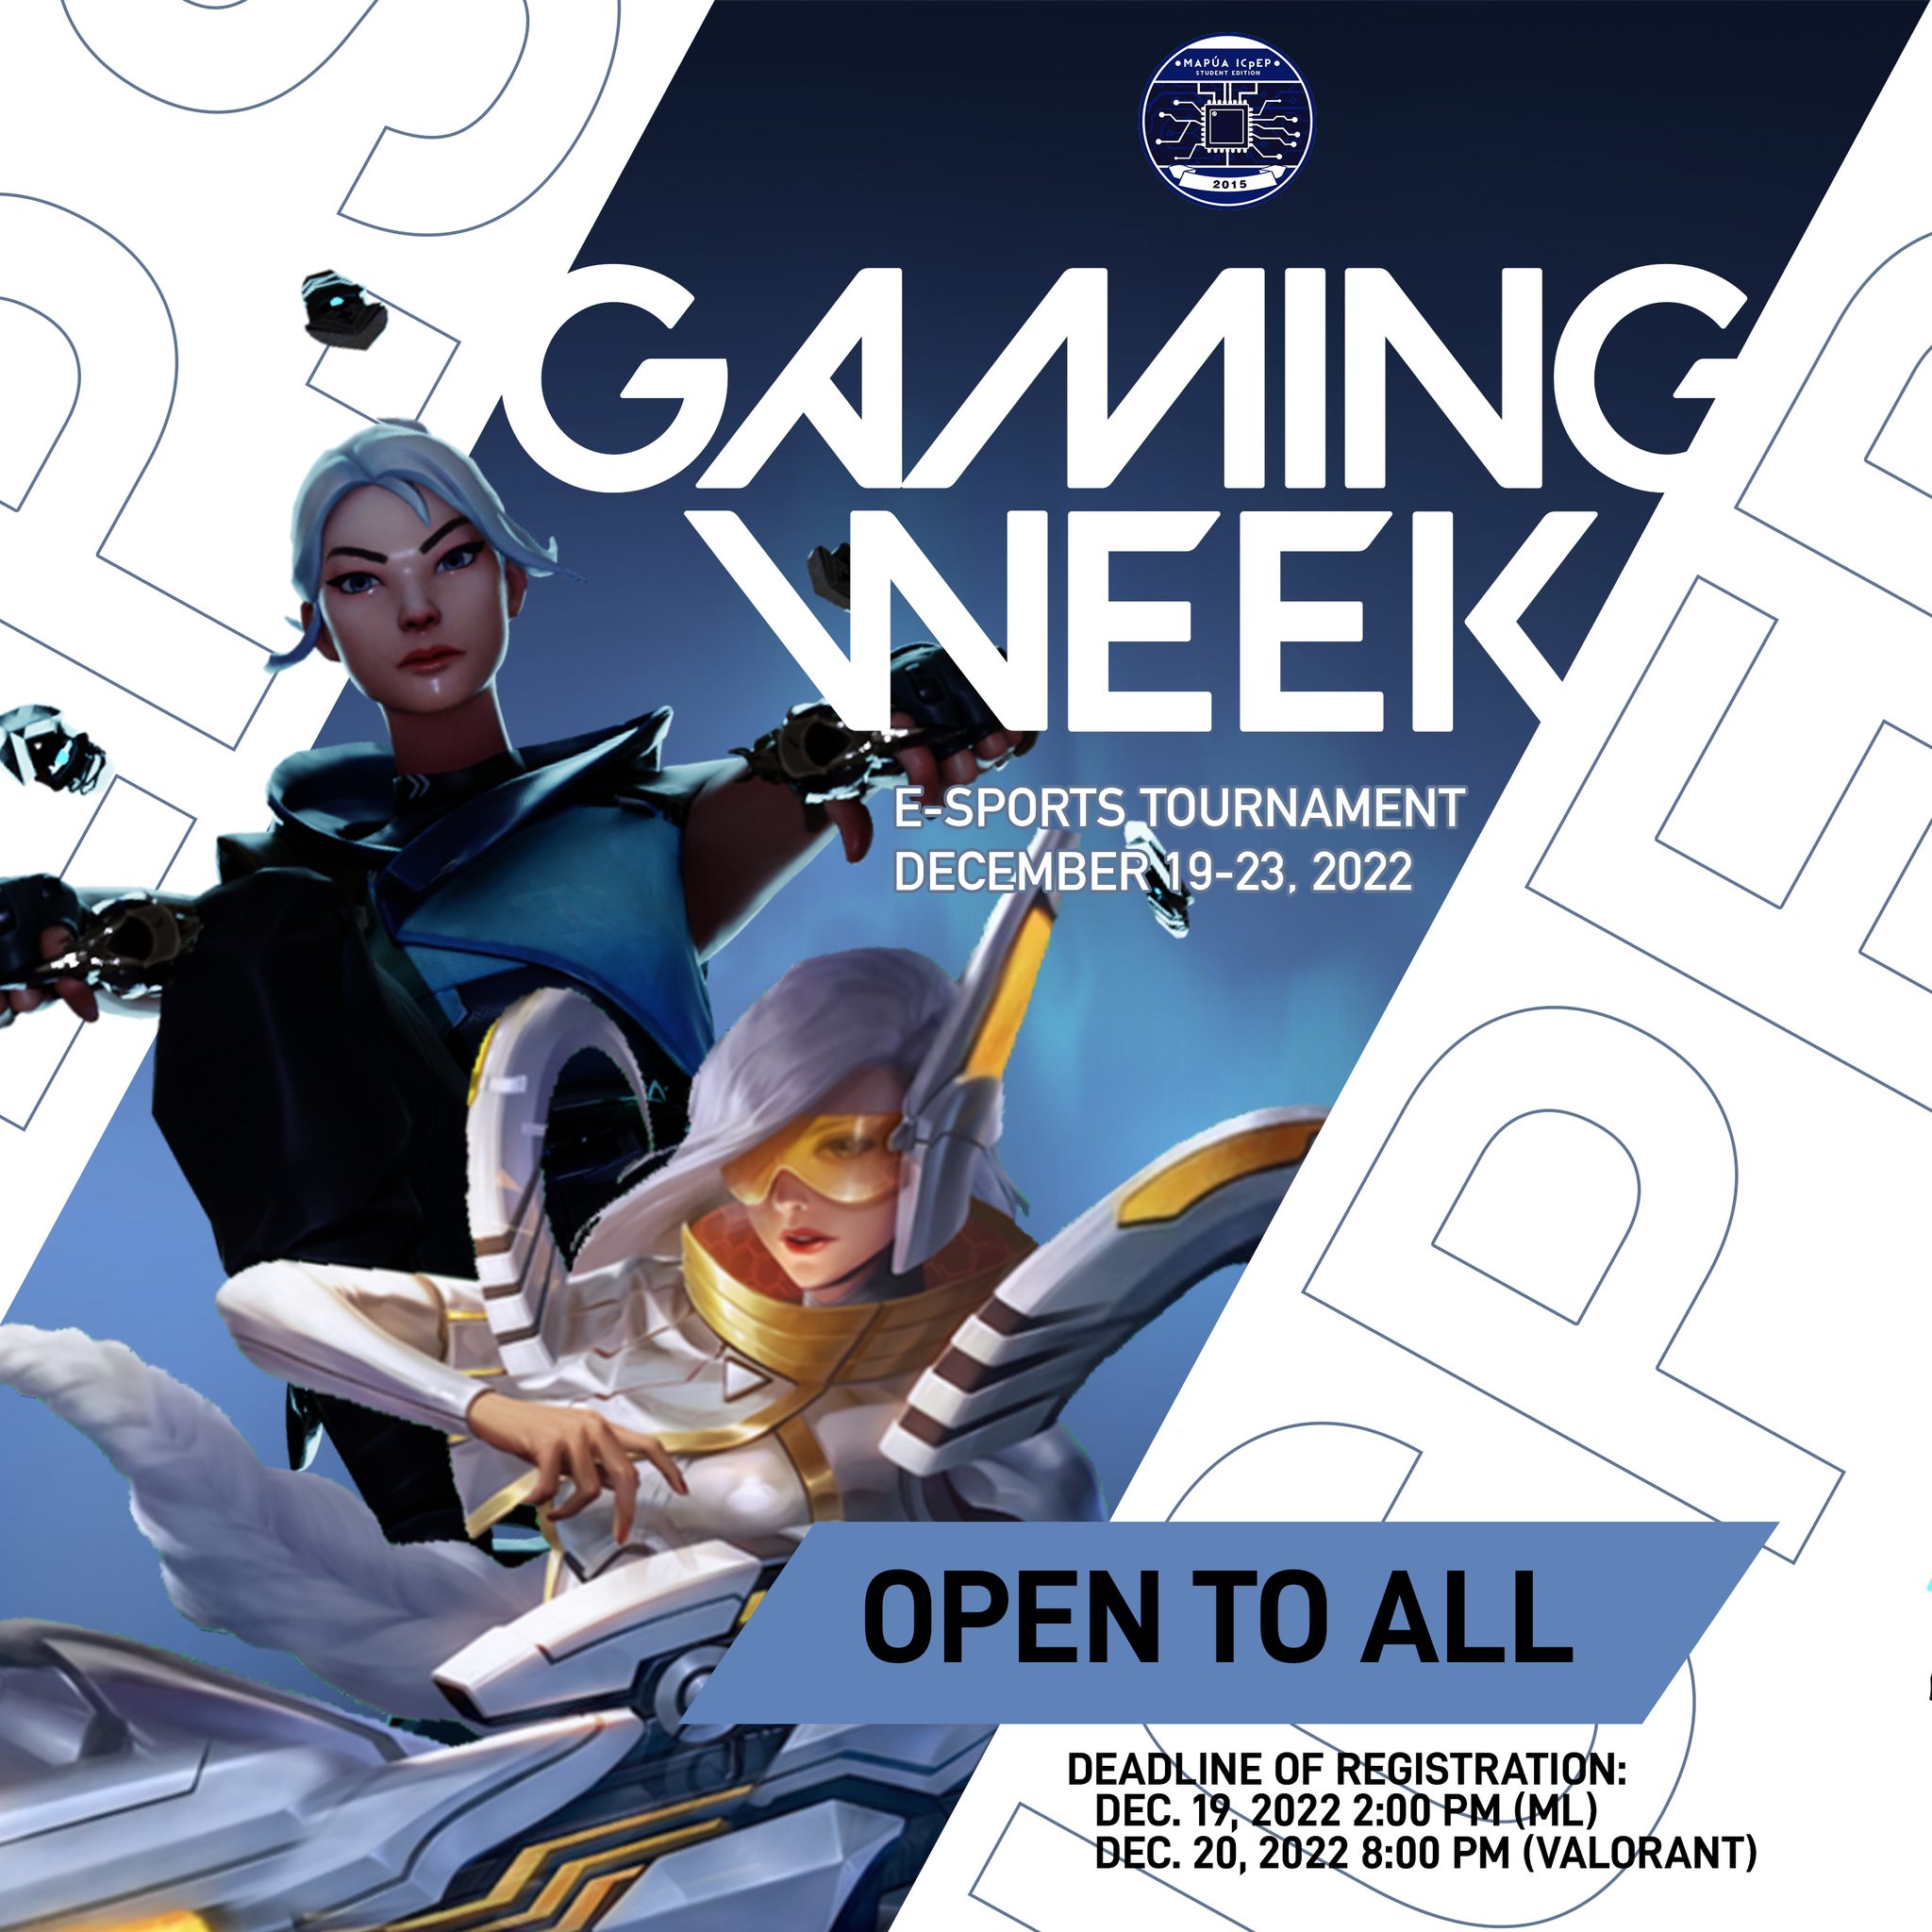 MAPÚA ICpEP
STUDENT EDITION
2015
GAMING
WEEK
E-SPORTS TOURNAMENT
DECEMBER 19-23, 2022
OPEN TO ALL
DEADLINE OF REGISTRATION:
DEC. 19, 2022 2:00 PM (ML)
DEC. 20, 2022 8:00 PM (VALORANT)